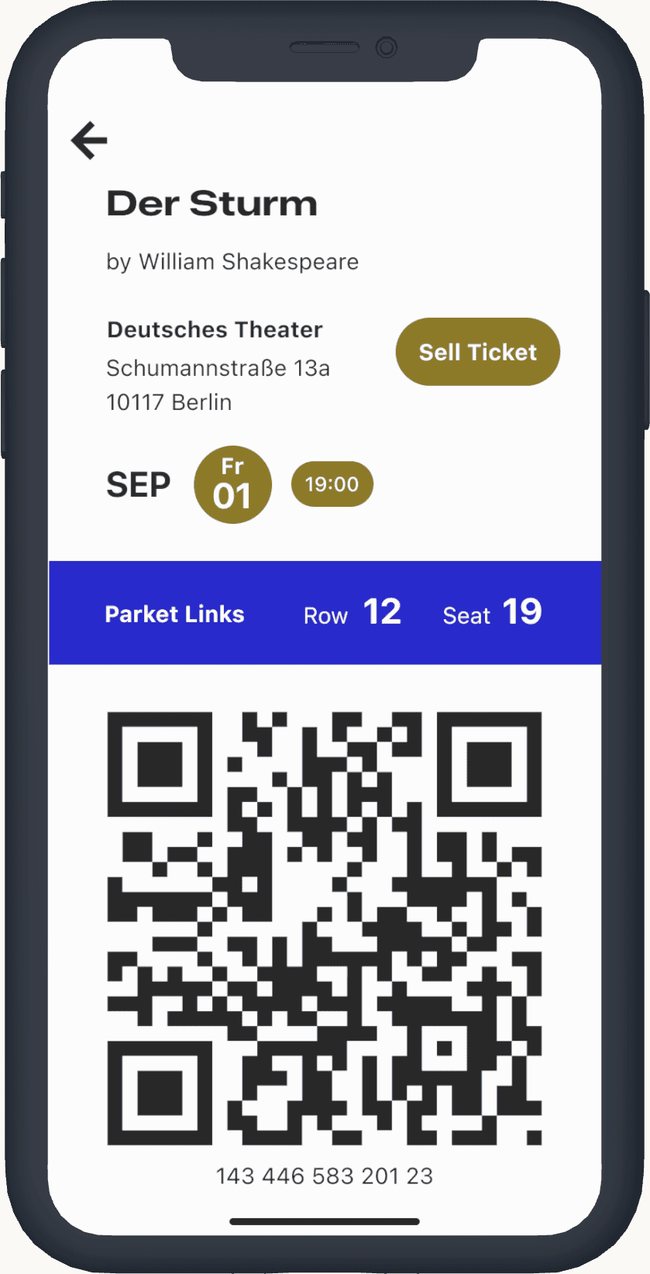 Der Sturm
by William Shakespeare
Deutsches Theater
Schumannstraße 13a
10117 Berlin
Sell Ticket
SEP
Fr
01
19:00
Parket Links Row 12 Seat 19
143 446 583 201 23